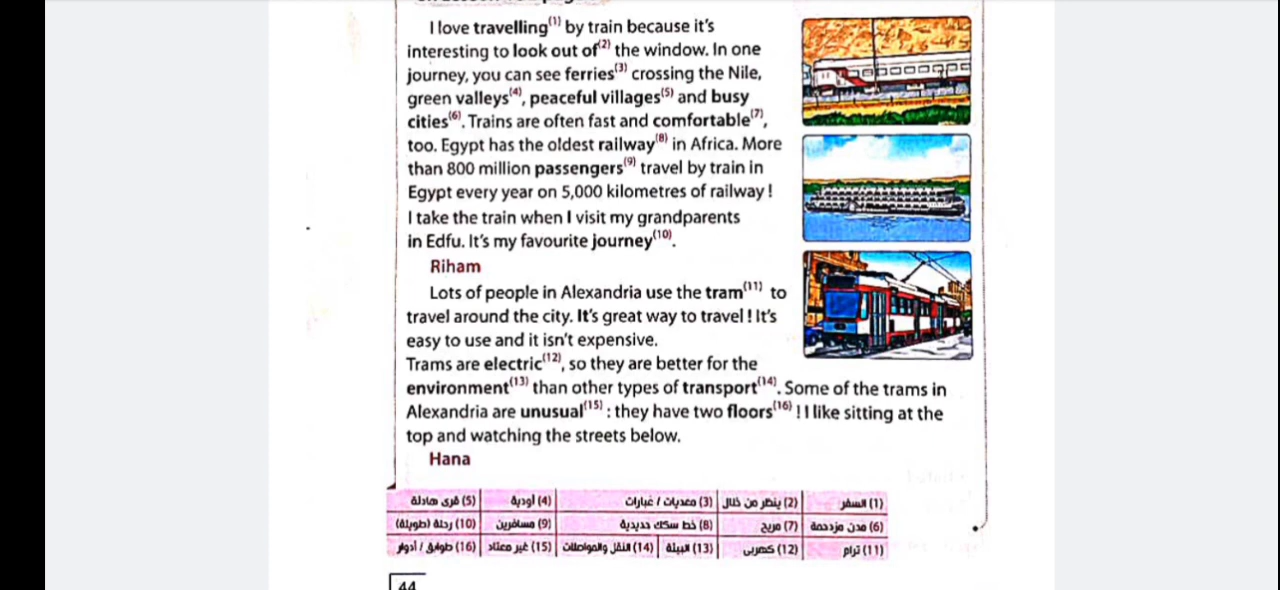 I love travelling(1) by train because it's
interesting to look out of(2) the window. In one
journey, you can see ferries(3) crossing the Nile,
green valleys(4), peaceful villages(5) and busy
cities(6). Trains are often fast and comfortable(7),
too. Egypt has the oldest railway(8) in Africa. More
than 800 million passengers(9) travel by train in
Egypt every year on 5,000 kilometres of railway!
I take the train when I visit my grandparents
in Edfu. It's my favourite journey(10).
Riham
Lots of people in Alexandria use the tram(11) to
travel around the city. It's great way to travel! It's
easy to use and it isn't expensive.
Trams are electric(12), so they are better for the
environment(13) than other types of transport(14). Some of the trams in
Alexandria are unusual(15) : they have two floors(16) ! I like sitting at the
top and watching the streets below.
Hana
(1) السفر (2) ينظر من خلال (3) معديات / عبارات (4) أودية (5) قرى هادئة
(6) مدن مزدحمة (7) مريح (8) خط سكك حديدية (9) مسافرين (10) رحلة (طويلة)
(11) ترام (12) كهربى (13) البيئة (14) النقل والمواصلات (15) غير معتاد (16) طوابق / أدوار
44